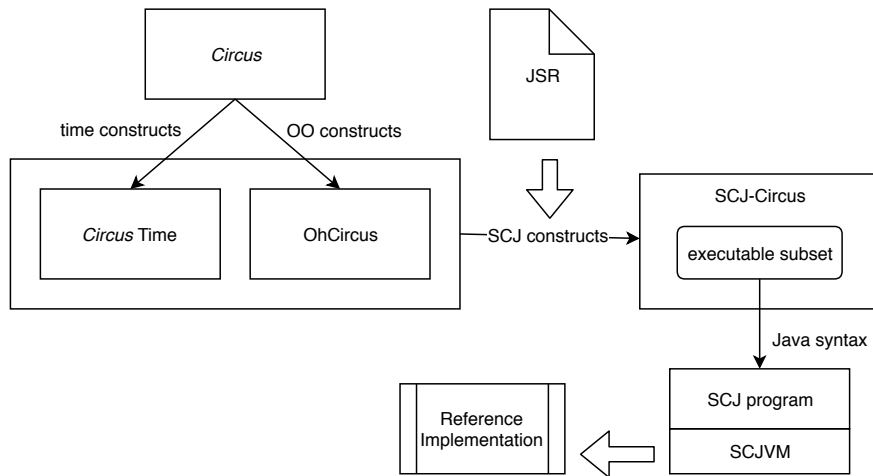 Circus
JSR
time constructs
OO constructs
Circus Time
OhCircus
SCJ constructs
SCJ-Circus
executable subset
Java syntax
SCJ program
SCJVM
Reference
Implementation